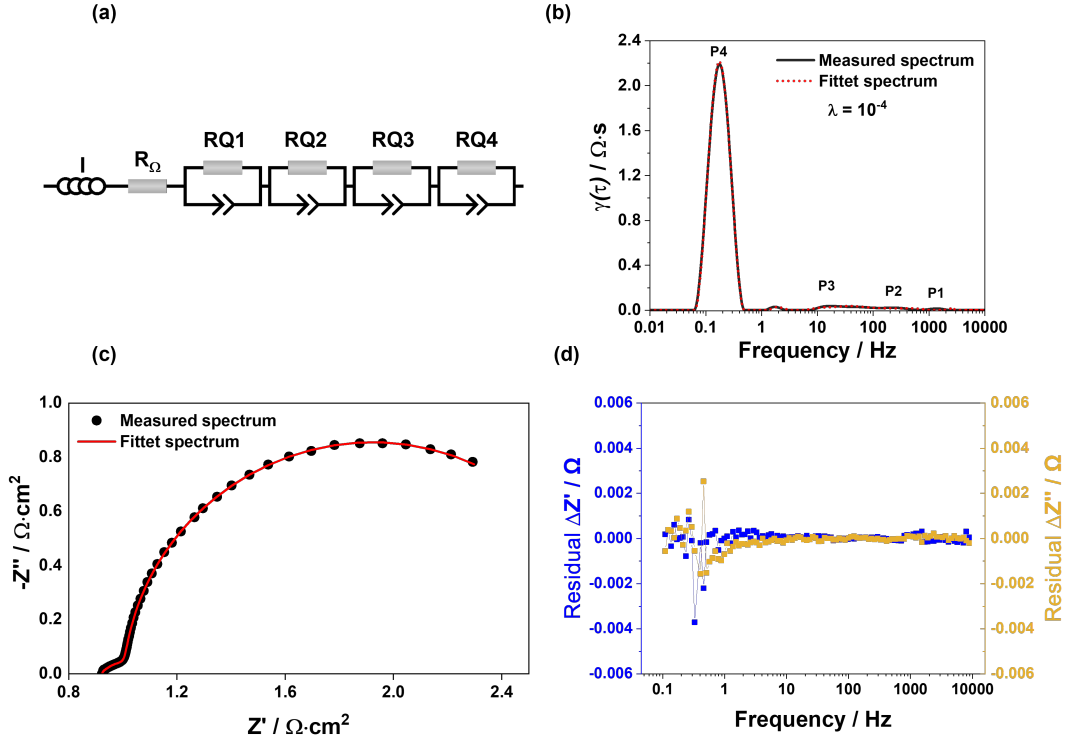 (a)
I
RΩ
RQ1
RQ2
RQ3
RQ4
(b)
2.4
2.0
1.6
1.2
0.8
0.4
0.0
γ(τ) / Ω·s
P4
P3
P2
P1
Measured spectrum
Fittet spectrum
λ = 10-4
0.01
0.1
1
10
100
1000
10000
Frequency / Hz
(c)
1.0
0.8
0.6
0.4
0.2
0.0
-Z'' / Ω·cm2
Measured spectrum
Fittet spectrum
0.8
1.2
1.6
2.0
2.4
Z' / Ω·cm2
(d)
0.006
0.004
0.002
0.000
-0.002
-0.004
-0.006
Residual ΔZ' / Ω
0.006
0.004
0.002
0.000
-0.002
-0.004
-0.006
Residual ΔZ'' / Ω
0.1
1
10
100
1000
10000
Frequency / Hz